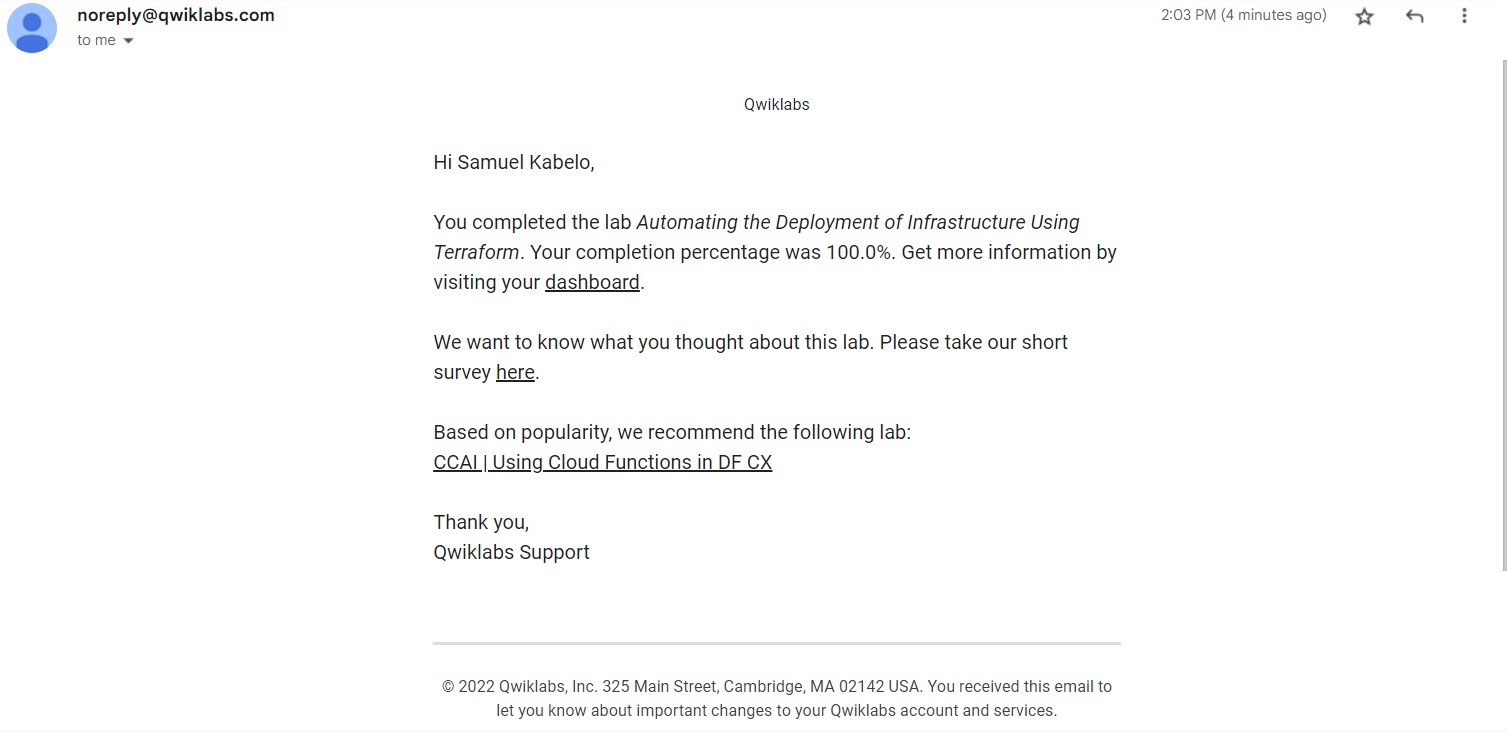 noreply@qwiklabs.com
2:03 PM (4 minutes ago)
to me
Qwiklabs
Hi Samuel Kabelo,
You completed the lab Automating the Deployment of Infrastructure Using
Terraform. Your completion percentage was 100.0%. Get more information by
visiting your dashboard.
We want to know what you thought about this lab. Please take our short
survey here.
Based on popularity, we recommend the following lab:
CCAI | Using Cloud Functions in DF CX
Thank you,
Qwiklabs Support
© 2022 Qwiklabs, Inc. 325 Main Street, Cambridge, MA 02142 USA. You received this email to
let you know about important changes to your Qwiklabs account and services.